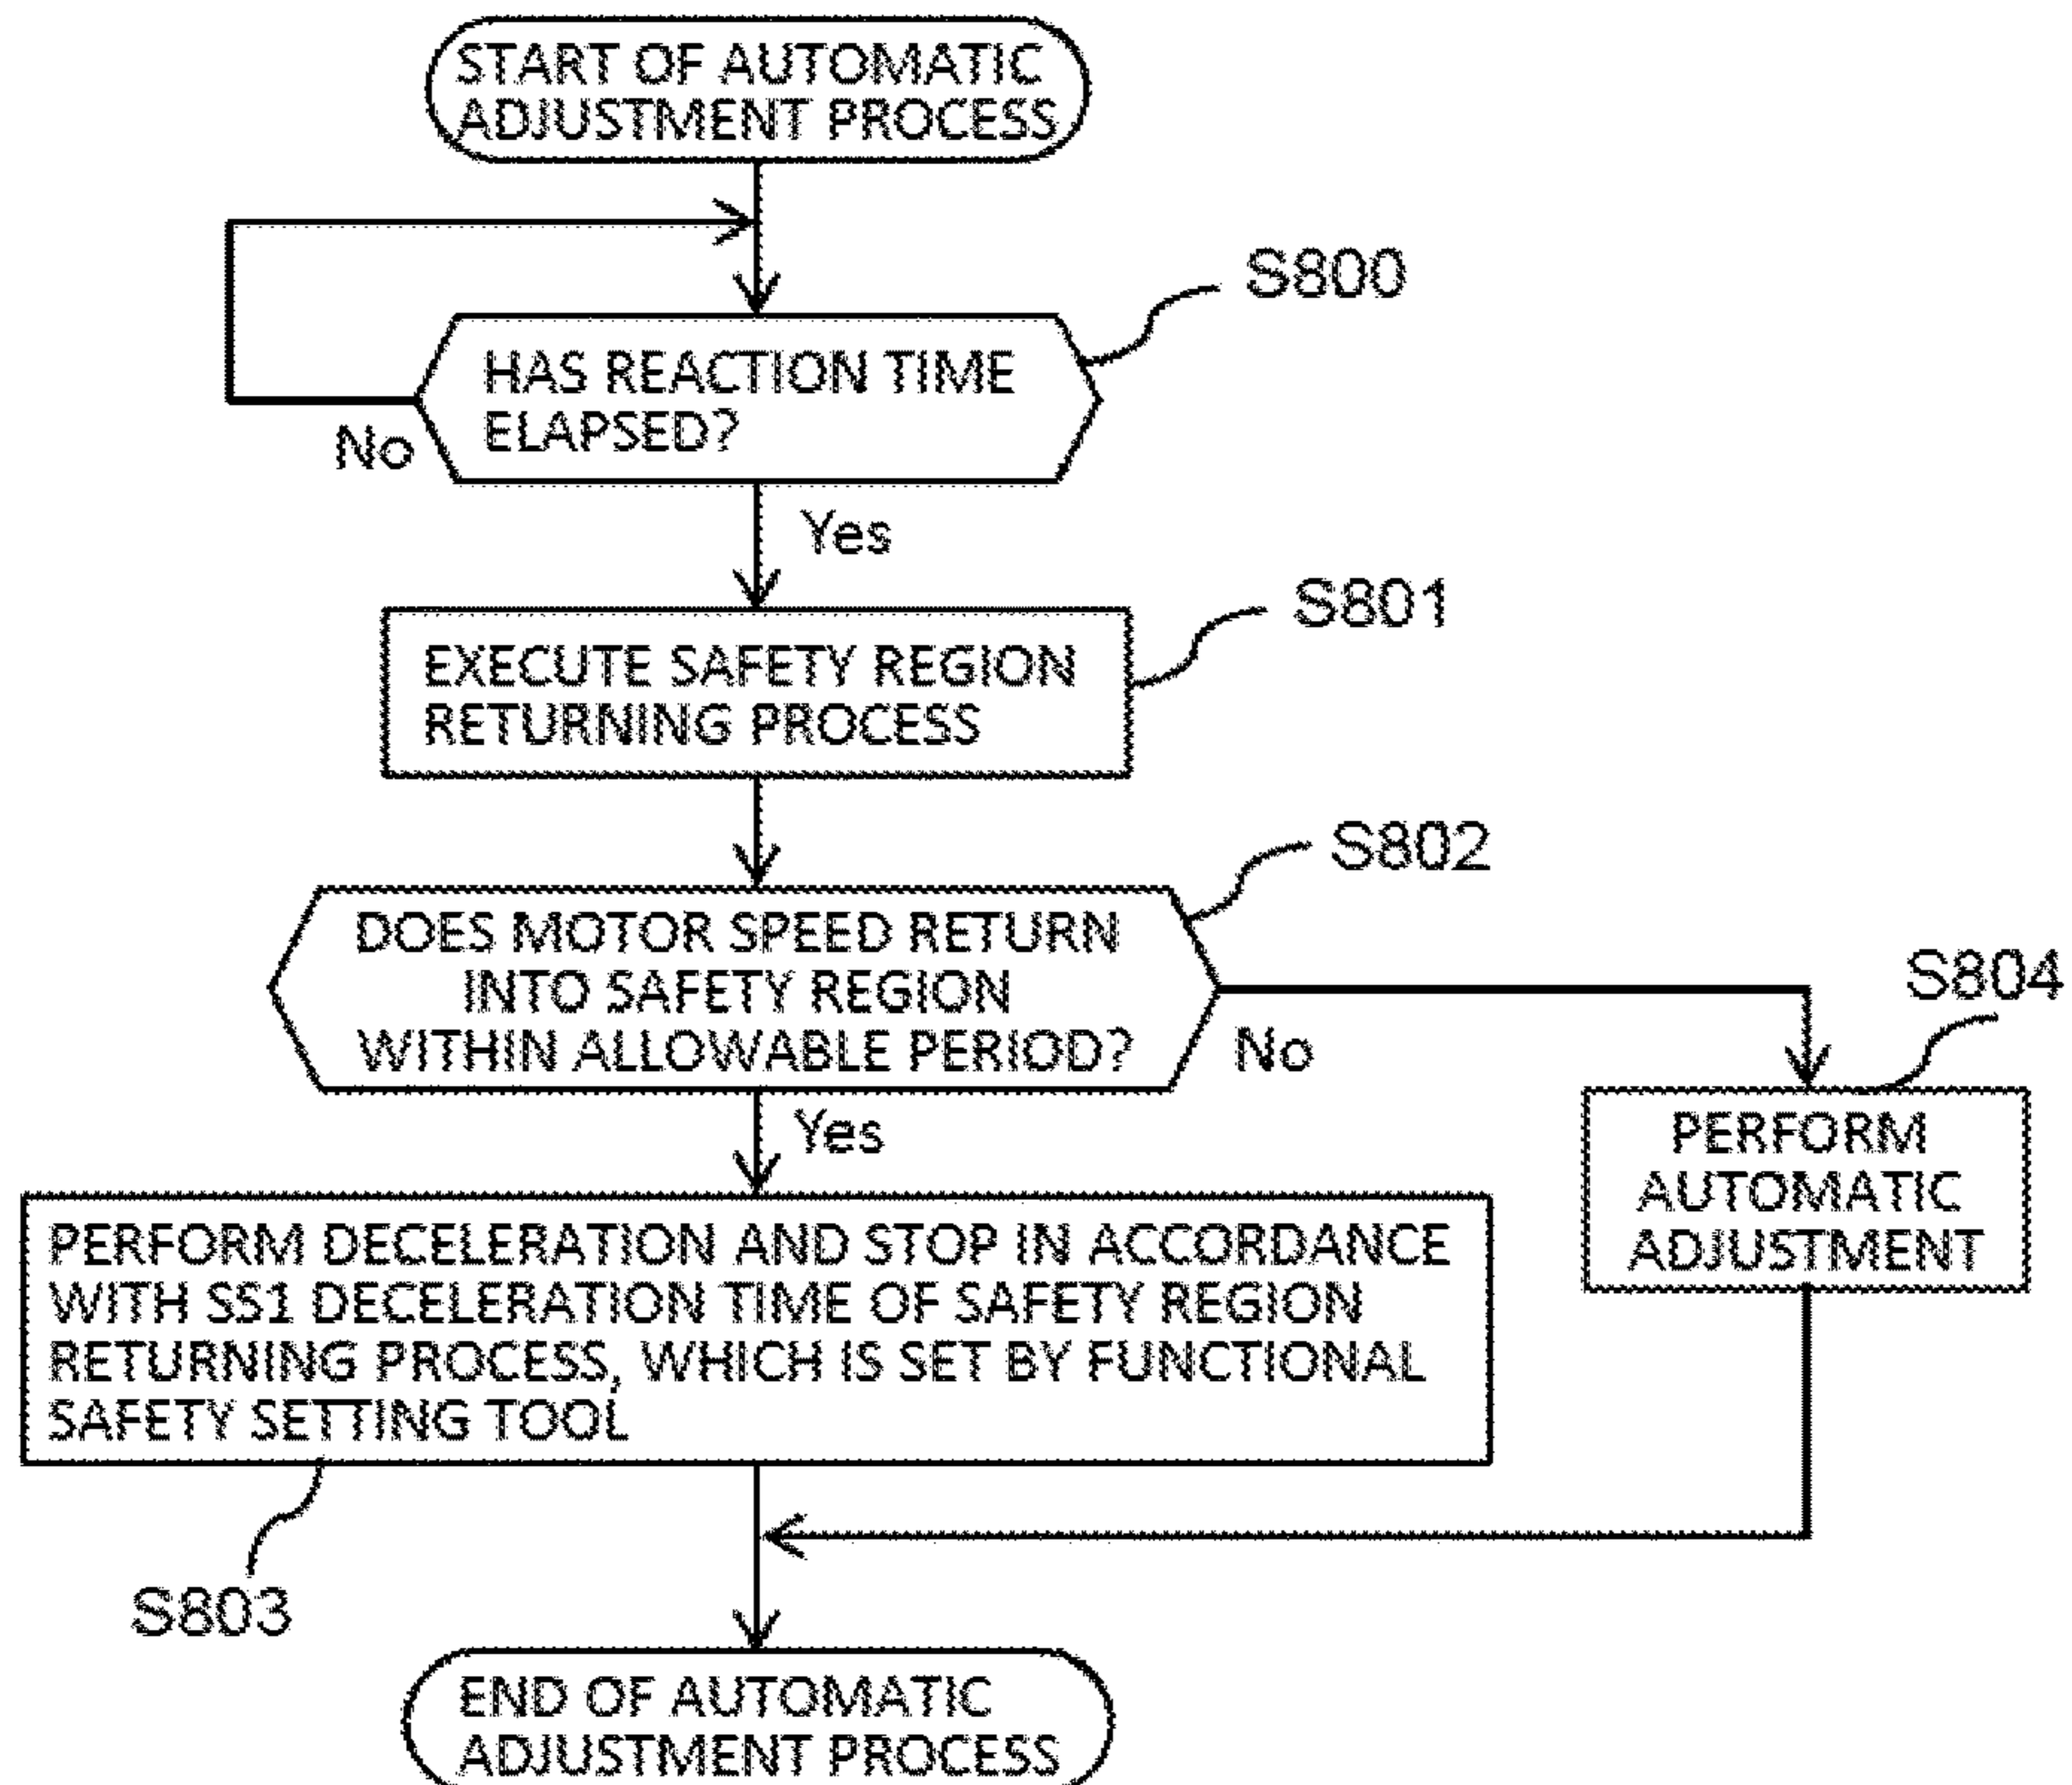 START OF AUTOMATIC
ADJUSTMENT PROCESS
S800
HAS REACTION TIME
ELAPSED?
No
Yes
S801
EXECUTE SAFETY REGION
RETURNING PROCESS
S802
DOES MOTOR SPEED RETURN
INTO SAFETY REGION
WITHIN ALLOWABLE PERIOD?
No
S804
Yes
PERFORM
AUTOMATIC
ADJUSTMENT
PERFORM DECELERATION AND STOP IN ACCORDANCE
WITH SS1 DECELERATION TIME OF SAFETY REGION
RETURNING PROCESS, WHICH IS SET BY FUNCTIONAL
SAFETY SETTING TOOL
S803
END OF AUTOMATIC
ADJUSTMENT PROCESS